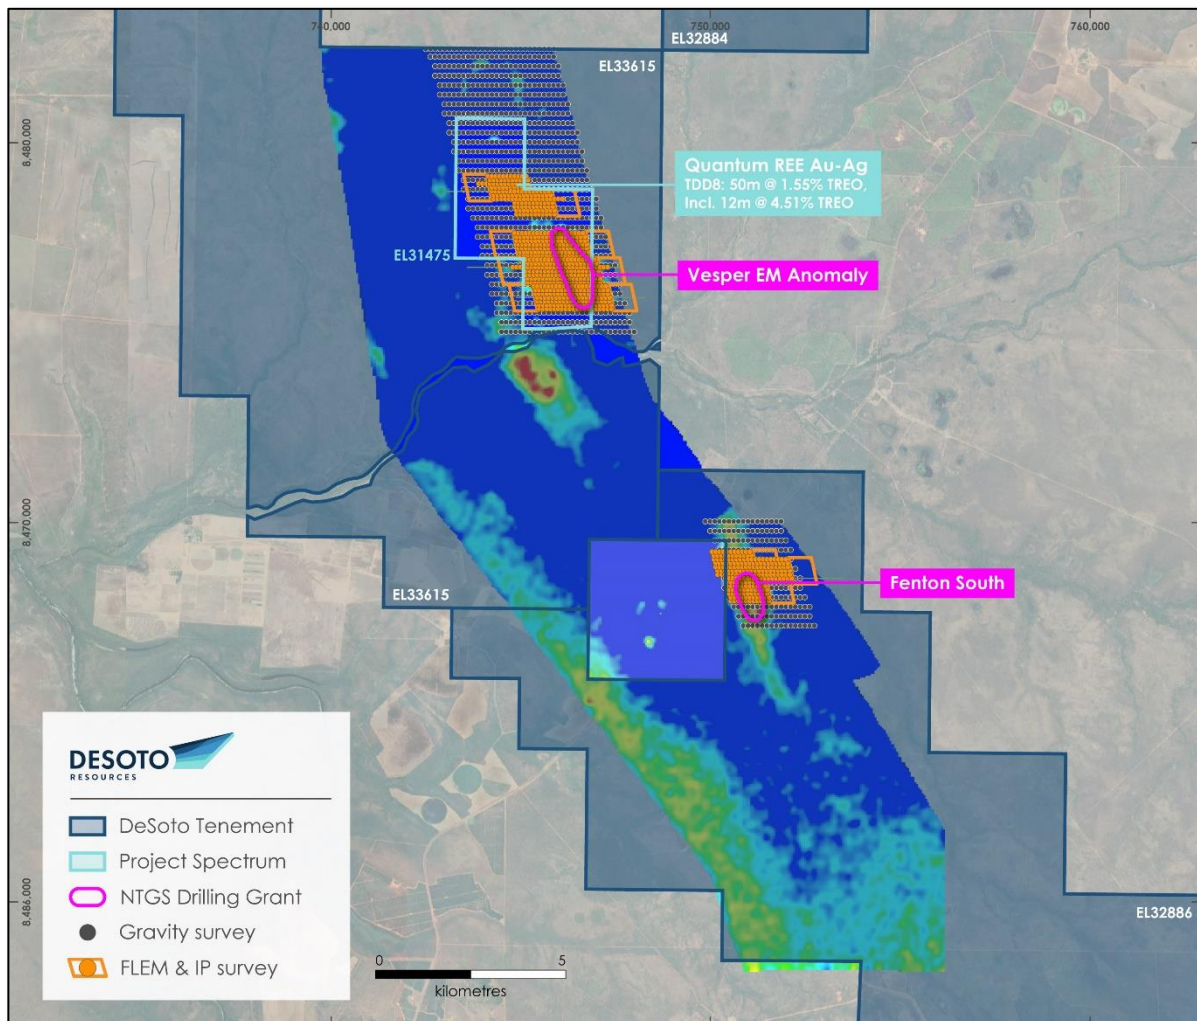 760,000
750,000
760,000
EL32884
EL33615
8,480,000
Quantum REE Au-Ag
TDD8: 50m @ 1.55% TREO,
Incl. 12m @ 4.51% TREO
EL31475
Vesper EM Anomaly
8,470,000
Fenton South
EL33615
DESOTO
RESOURCES
DeSoto Tenement
Project Spectrum
NTGS Drilling Grant
Gravity survey
FLEM & IP survey
8,486,000
0 5
kilometres
EL32886